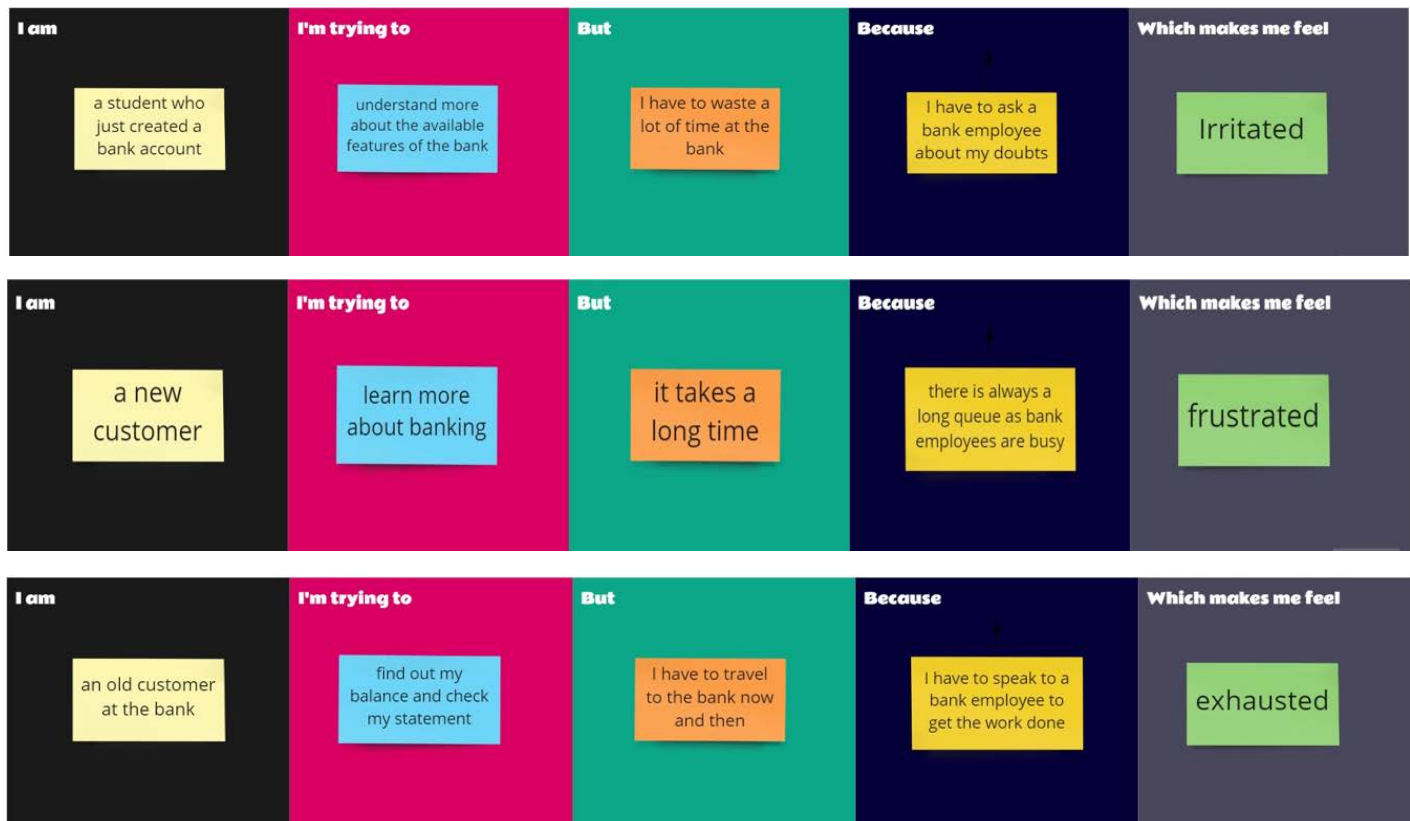 I am
a student who
just created a
bank account
I'm trying to
understand more
about the available
features of the bank
But
I have to waste a
lot of time at the
bank
Because
I have to ask a
bank employee
about my doubts
Which makes me feel
Irritated
I am
a new
customer
I'm trying to
learn more
about banking
But
it takes a
long time
Because
there is always a
long queue as bank
employees are busy
Which makes me feel
frustrated
I am
an old customer
at the bank
I'm trying to
find out my
balance and check
my statement
But
I have to travel
to the bank now
and then
Because
I have to speak to a
bank employee to
get the work done
Which makes me feel
exhausted